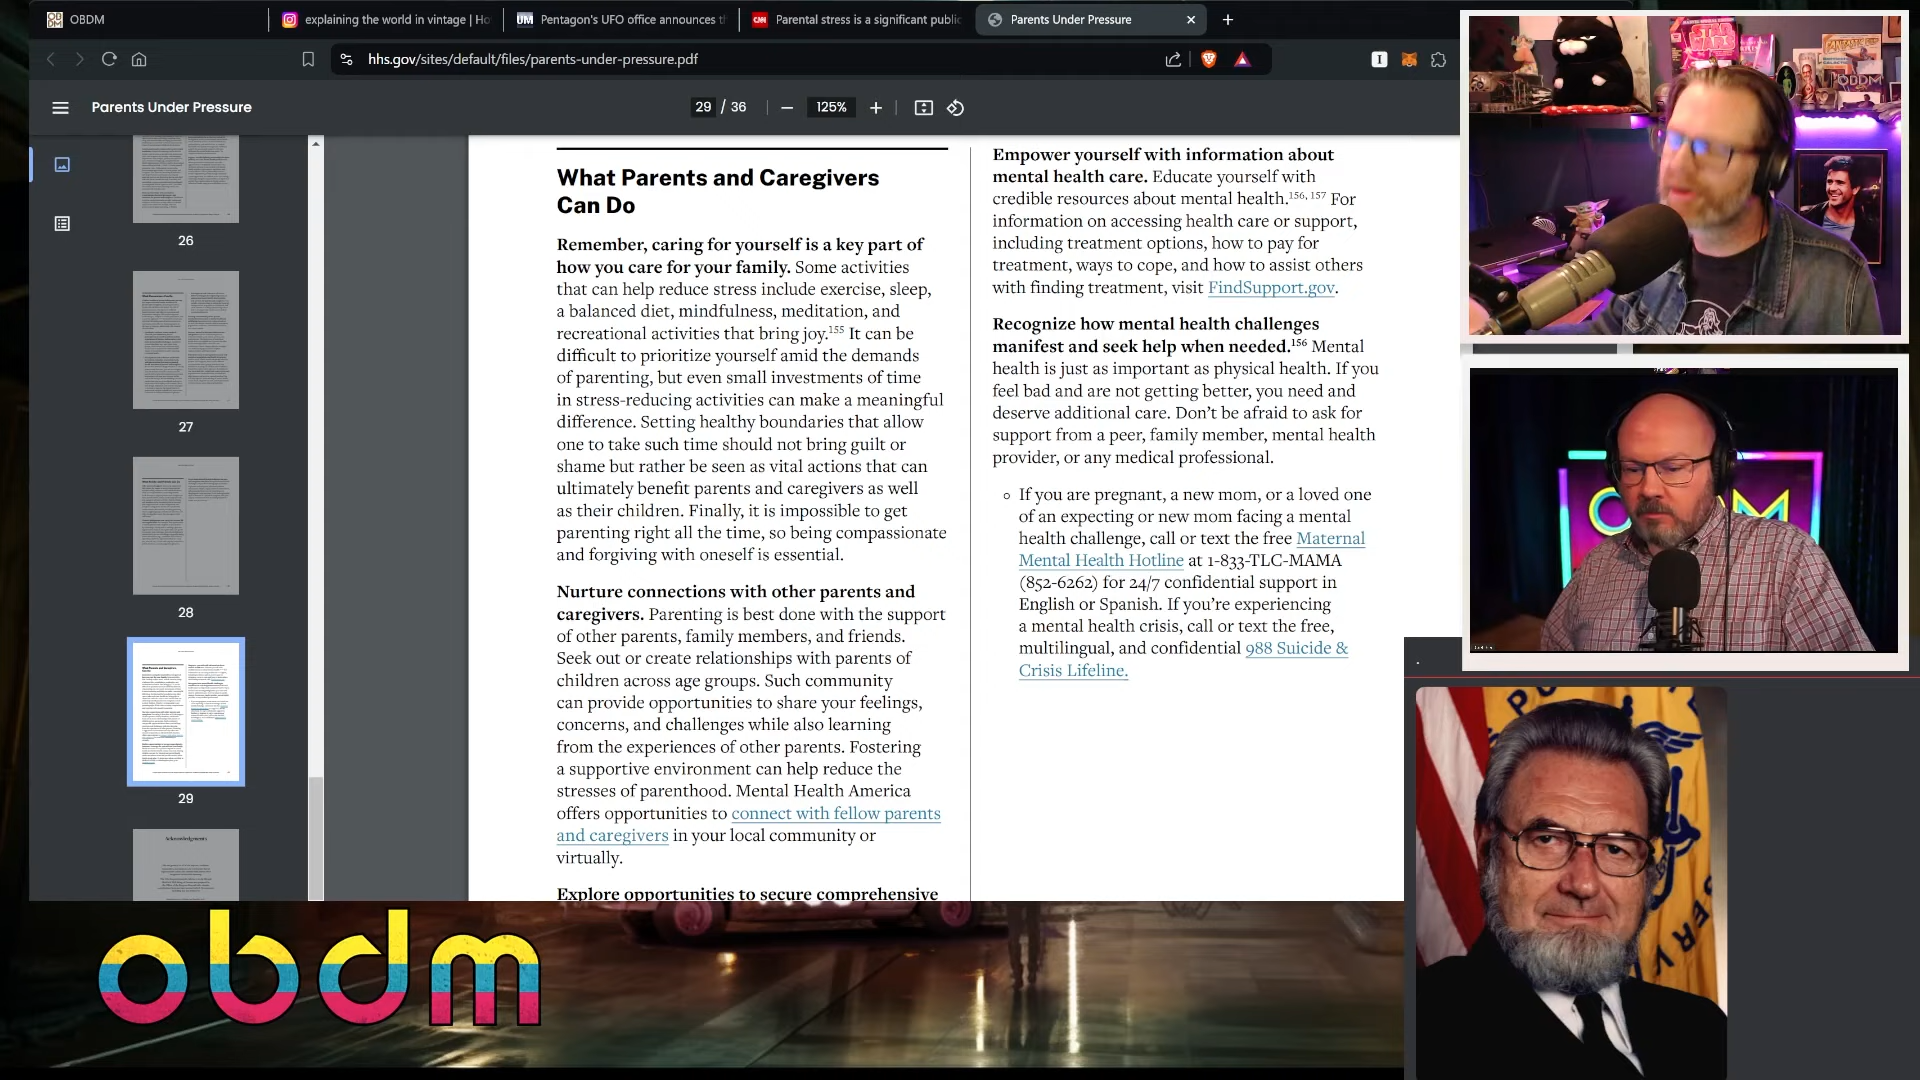 OBDM
explaining the world in vintage | Ho
UM
Pentagon's UFO office announces t
CNN
Parental stress is a significant public
Parents Under Pressure
hhs.gov/sites/default/files/parents-under-pressure.pdf
Parents Under Pressure
29 / 36
125%
26
27
28
29
Acknowledgements
What Parents and Caregivers
Can Do
Remember, caring for yourself is a key part of
how you care for your family. Some activities
that can help reduce stress include exercise, sleep,
a balanced diet, mindfulness, meditation, and
recreational activities that bring joy.155 It can be
difficult to prioritize yourself amid the demands
of parenting, but even small investments of time
in stress-reducing activities can make a meaningful
difference. Setting healthy boundaries that allow
one to take such time should not bring guilt or
shame but rather be seen as vital actions that can
ultimately benefit parents and caregivers as well
as their children. Finally, it is impossible to get
parenting right all the time, so being compassionate
and forgiving with oneself is essential.
Nurture connections with other parents and
caregivers. Parenting is best done with the support
of other parents, family members, and friends.
Seek out or create relationships with parents of
children across age groups. Such community
can provide opportunities to share your feelings,
concerns, and challenges while also learning
from the experiences of other parents. Fostering
a supportive environment can help reduce the
stresses of parenthood. Mental Health America
offers opportunities to connect with fellow parents
and caregivers in your local community or
virtually.
Explore opportunities to secure comprehensive
Empower yourself with information about
mental health care. Educate yourself with
credible resources about mental health.156, 157 For
information on accessing health care or support,
including treatment options, how to pay for
treatment, ways to cope, and how to assist others
with finding treatment, visit FindSupport.gov.
Recognize how mental health challenges
manifest and seek help when needed.156 Mental
health is just as important as physical health. If you
feel bad and are not getting better, you need and
deserve additional care. Don't be afraid to ask for
support from a peer, family member, mental health
provider, or any medical professional.
If you are pregnant, a new mom, or a loved one
of an expecting or new mom facing a mental
health challenge, call or text the free Maternal
Mental Health Hotline at 1-833-TLC-MAMA
(852-6262) for 24/7 confidential support in
English or Spanish. If you're experiencing
a mental health crisis, call or text the free,
multilingual, and confidential 988 Suicide &
Crisis Lifeline.
STAR WARS
OBDM
obdm